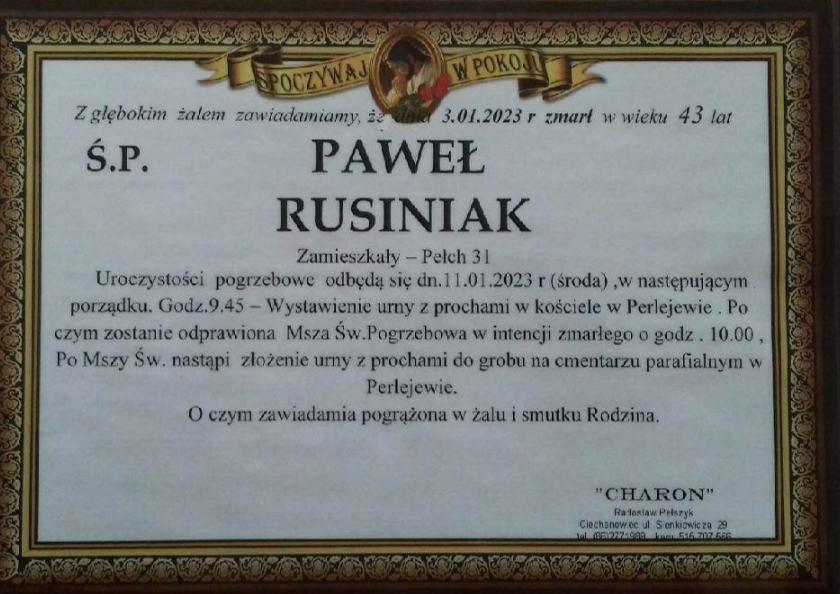 SPOCZYWAJ W POKOJU
Z głębokim żalem zawiadamiamy, że dnia 3.01.2023 r zmarł w wieku 43 lat
Ś.P. PAWEŁ
RUSINIAK
Zamieszkały – Pełch 31
Uroczystości pogrzebowe odbędą się dn.11.01.2023 r (środa) ,w następującym
porządku. Godz.9.45 – Wystawienie urny z prochami w kościele w Perlejewie . Po
czym zostanie odprawiona Msza Św.Pogrzebowa w intencji zmarłego o godz . 10.00 ,
Po Mszy Św. nastąpi złożenie urny z prochami do grobu na cmentarzu parafialnym w
Perlejewie.
O czym zawiadamia pogrążona w żalu i smutku Rodzina.
"CHARON"
Radosław Pełszyk
Ciechanowiec ul Sienkiewicza 29
tel (86)2771989 kom